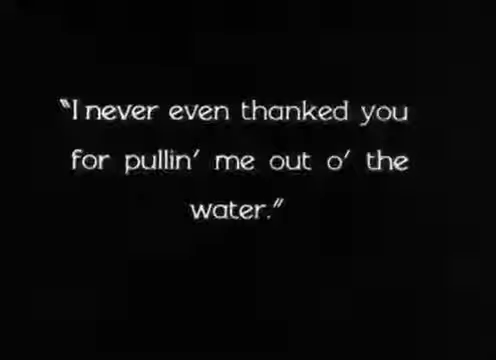 "I never even thanked you
for pullin' me out o' the
water."